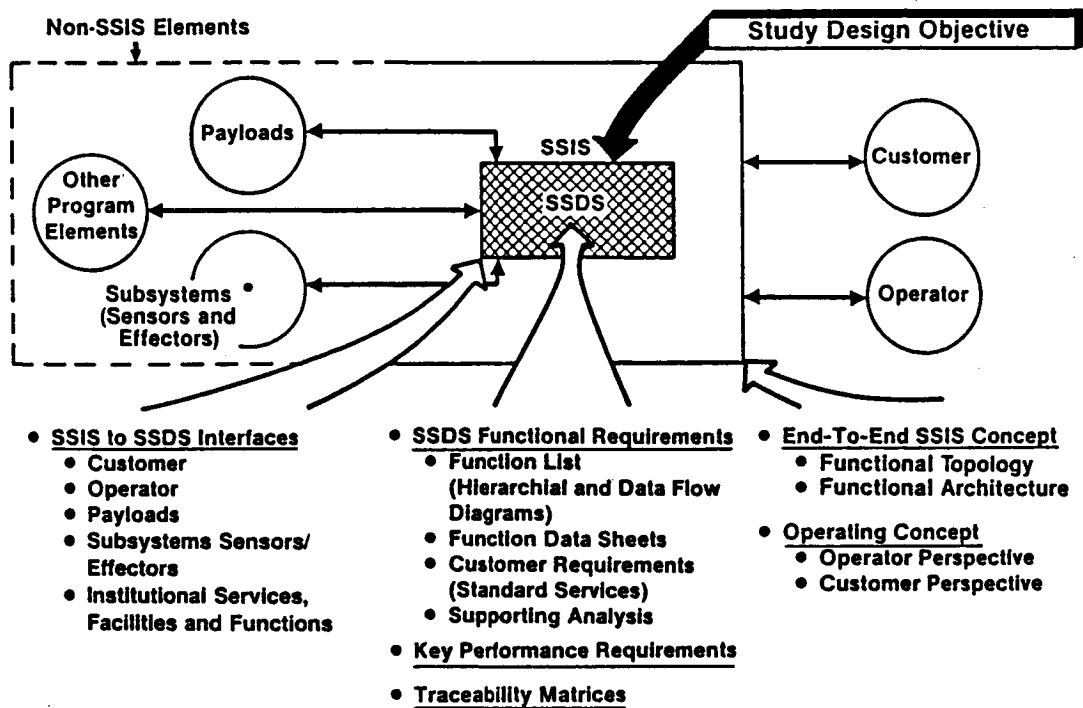 Non-SSIS Elements
Study Design Objective
Payloads
SSIS
Customer
Other
Program
Elements
SSDS
Subsystems
(Sensors and
Effectors)
Operator
• SSIS to SSDS Interfaces
• Customer
• Operator
• Payloads
• Subsystems Sensors/
Effectors
• Institutional Services,
Facilities and Functions
• SSDS Functional Requirements
• Function List
(Hierarchial and Data Flow
Diagrams)
• Function Data Sheets
• Customer Requirements
(Standard Services)
• Supporting Analysis
• Key Performance Requirements
• Traceability Matrices
• End-To-End SSIS Concept
• Functional Topology
• Functional Architecture
• Operating Concept
• Operator Perspective
• Customer Perspective